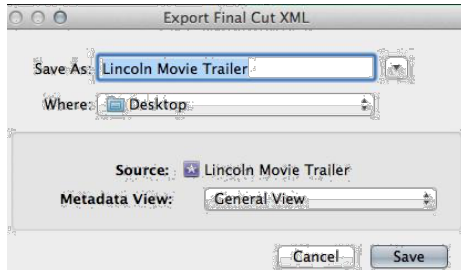 Export Final Cut XML
Save As: Lincoln Movie Trailer
Where: Desktop
Source: Lincoln Movie Trailer
Metadata View: General View
Cancel Save